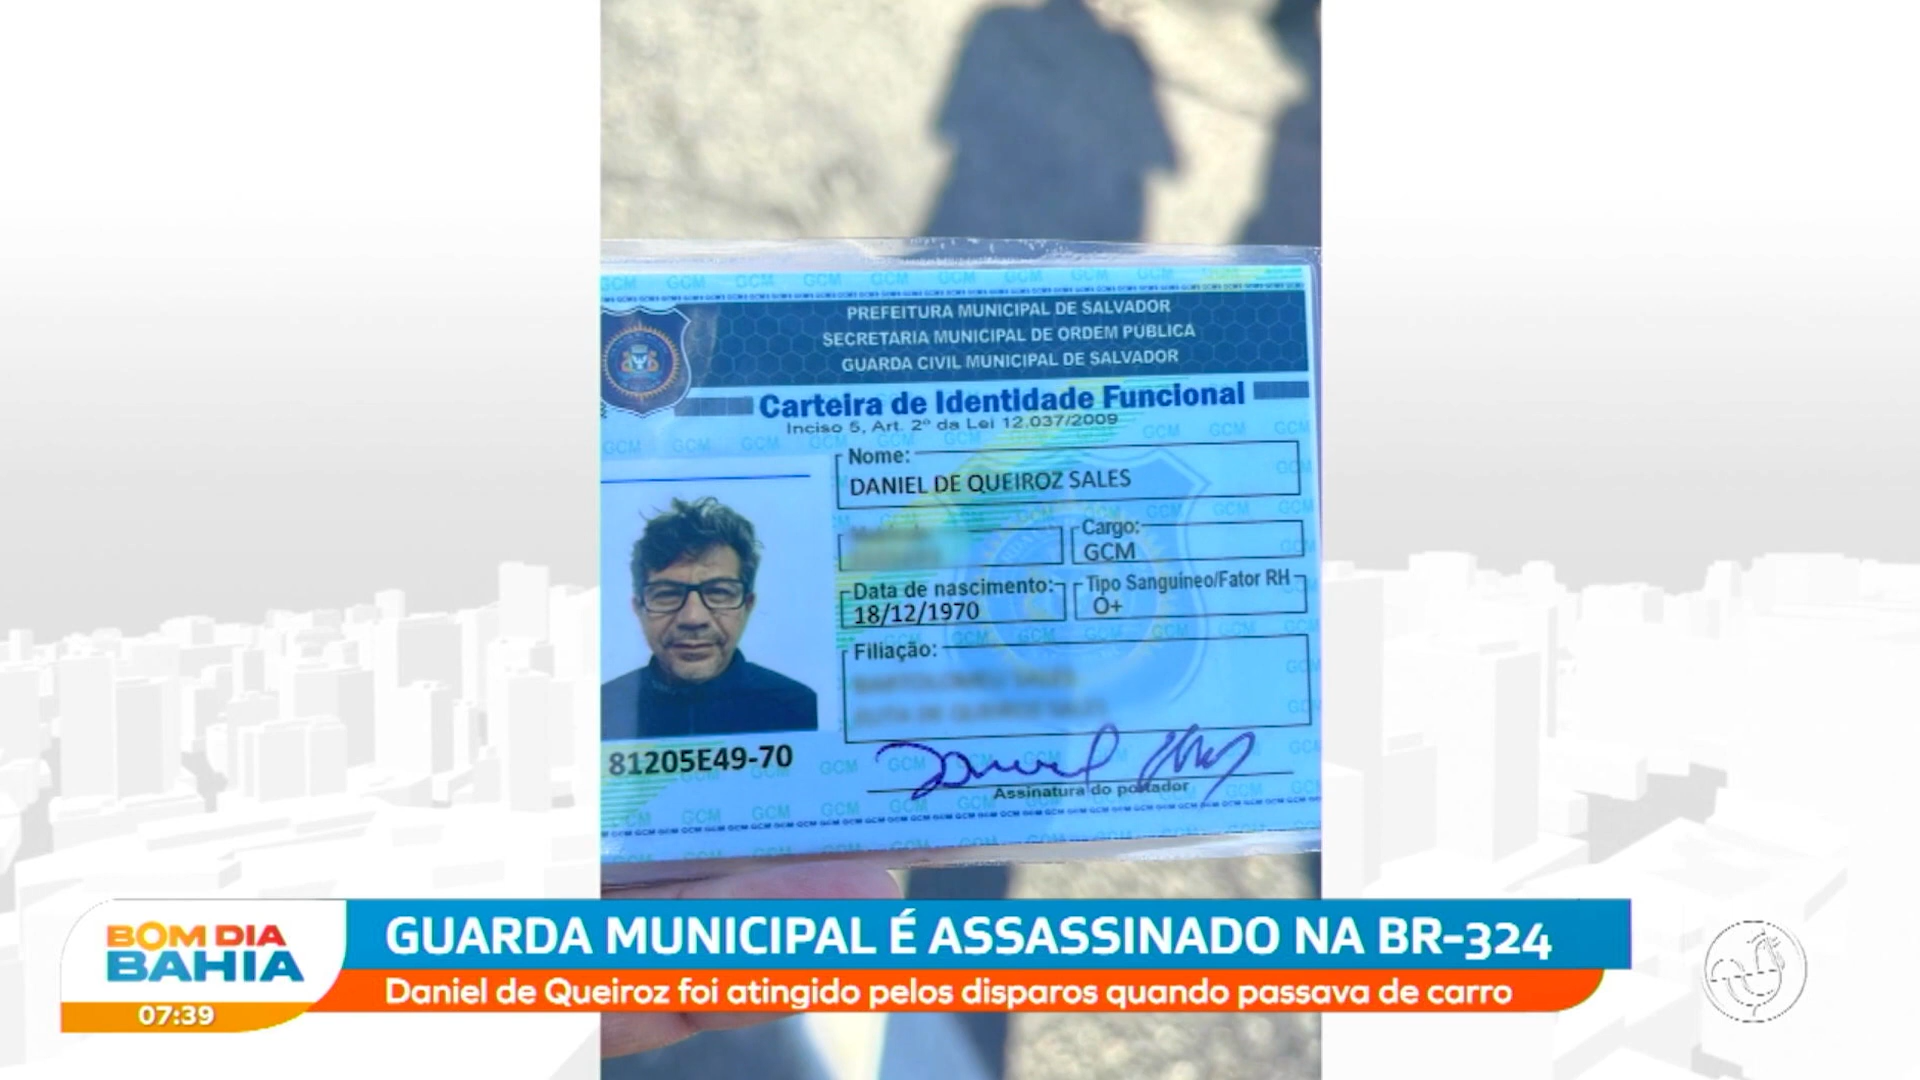 PREFEITURA MUNICIPAL DE SALVADOR
SECRETARIA MUNICIPAL DE ORDEM PÚBLICA
GUARDA CIVIL MUNICIPAL DE SALVADOR
Carteira de Identidade Funcional
Inciso 5, Art. 2º da Lei 12.037/2009
Nome:
DANIEL DE QUEIROZ SALES
Cargo:
GCM
Data de nascimento:
18/12/1970
Tipo Sanguíneo/Fator RH
O+
Filiação:
81205E49-70
Assinatura do portador
BOM DIA
BAHIA
07:39
GUARDA MUNICIPAL É ASSASSINADO NA BR-324
Daniel de Queiroz foi atingido pelos disparos quando passava de carro